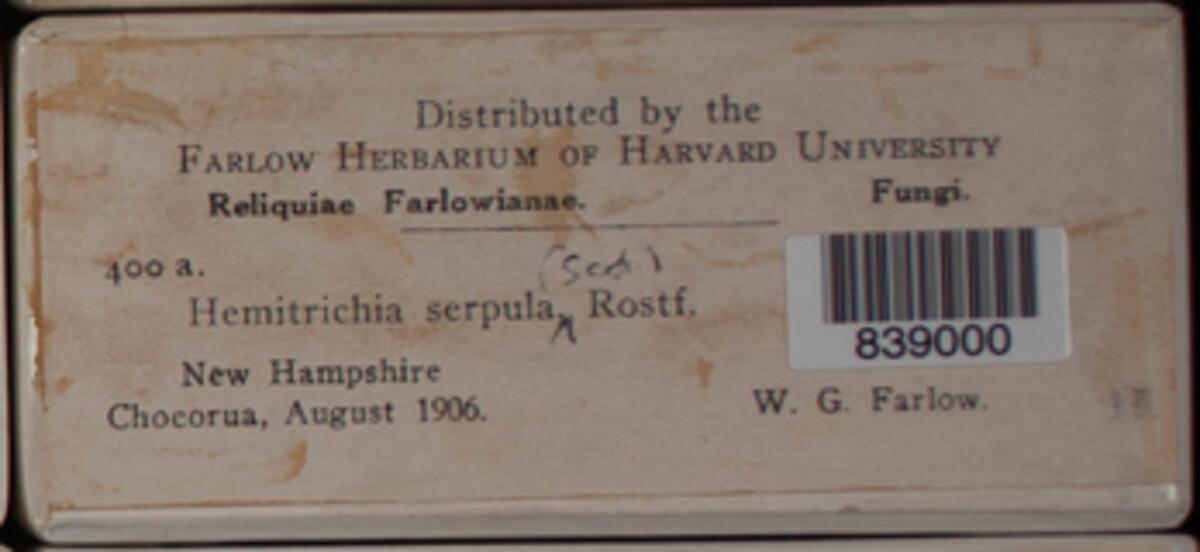 Distributed by the
FARLOW HERBARIUM OF HARVARD UNIVERSITY
Reliquiae Farlowianae. Fungi.
400 a.
(Scd.)
Hemitrichia serpula Rostf.
839000
New Hampshire
Chocorua, August 1906.
W. G. Farlow.